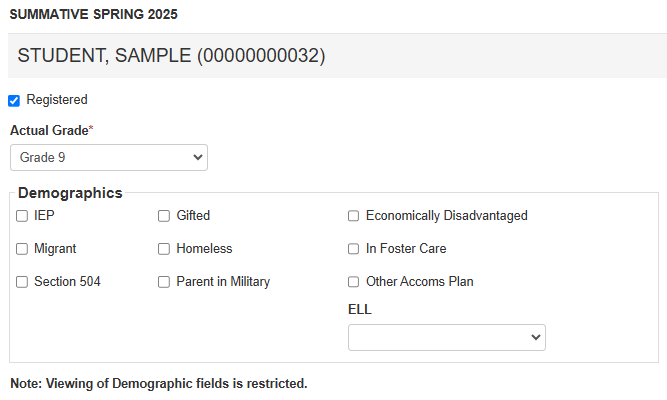 SUMMATIVE SPRING 2025
STUDENT, SAMPLE (00000000032)
Registered
Actual Grade*
Grade 9
Demographics
IEP Gifted Economically Disadvantaged
Migrant Homeless In Foster Care
Section 504 Parent in Military Other Accoms Plan
ELL
Note: Viewing of Demographic fields is restricted.